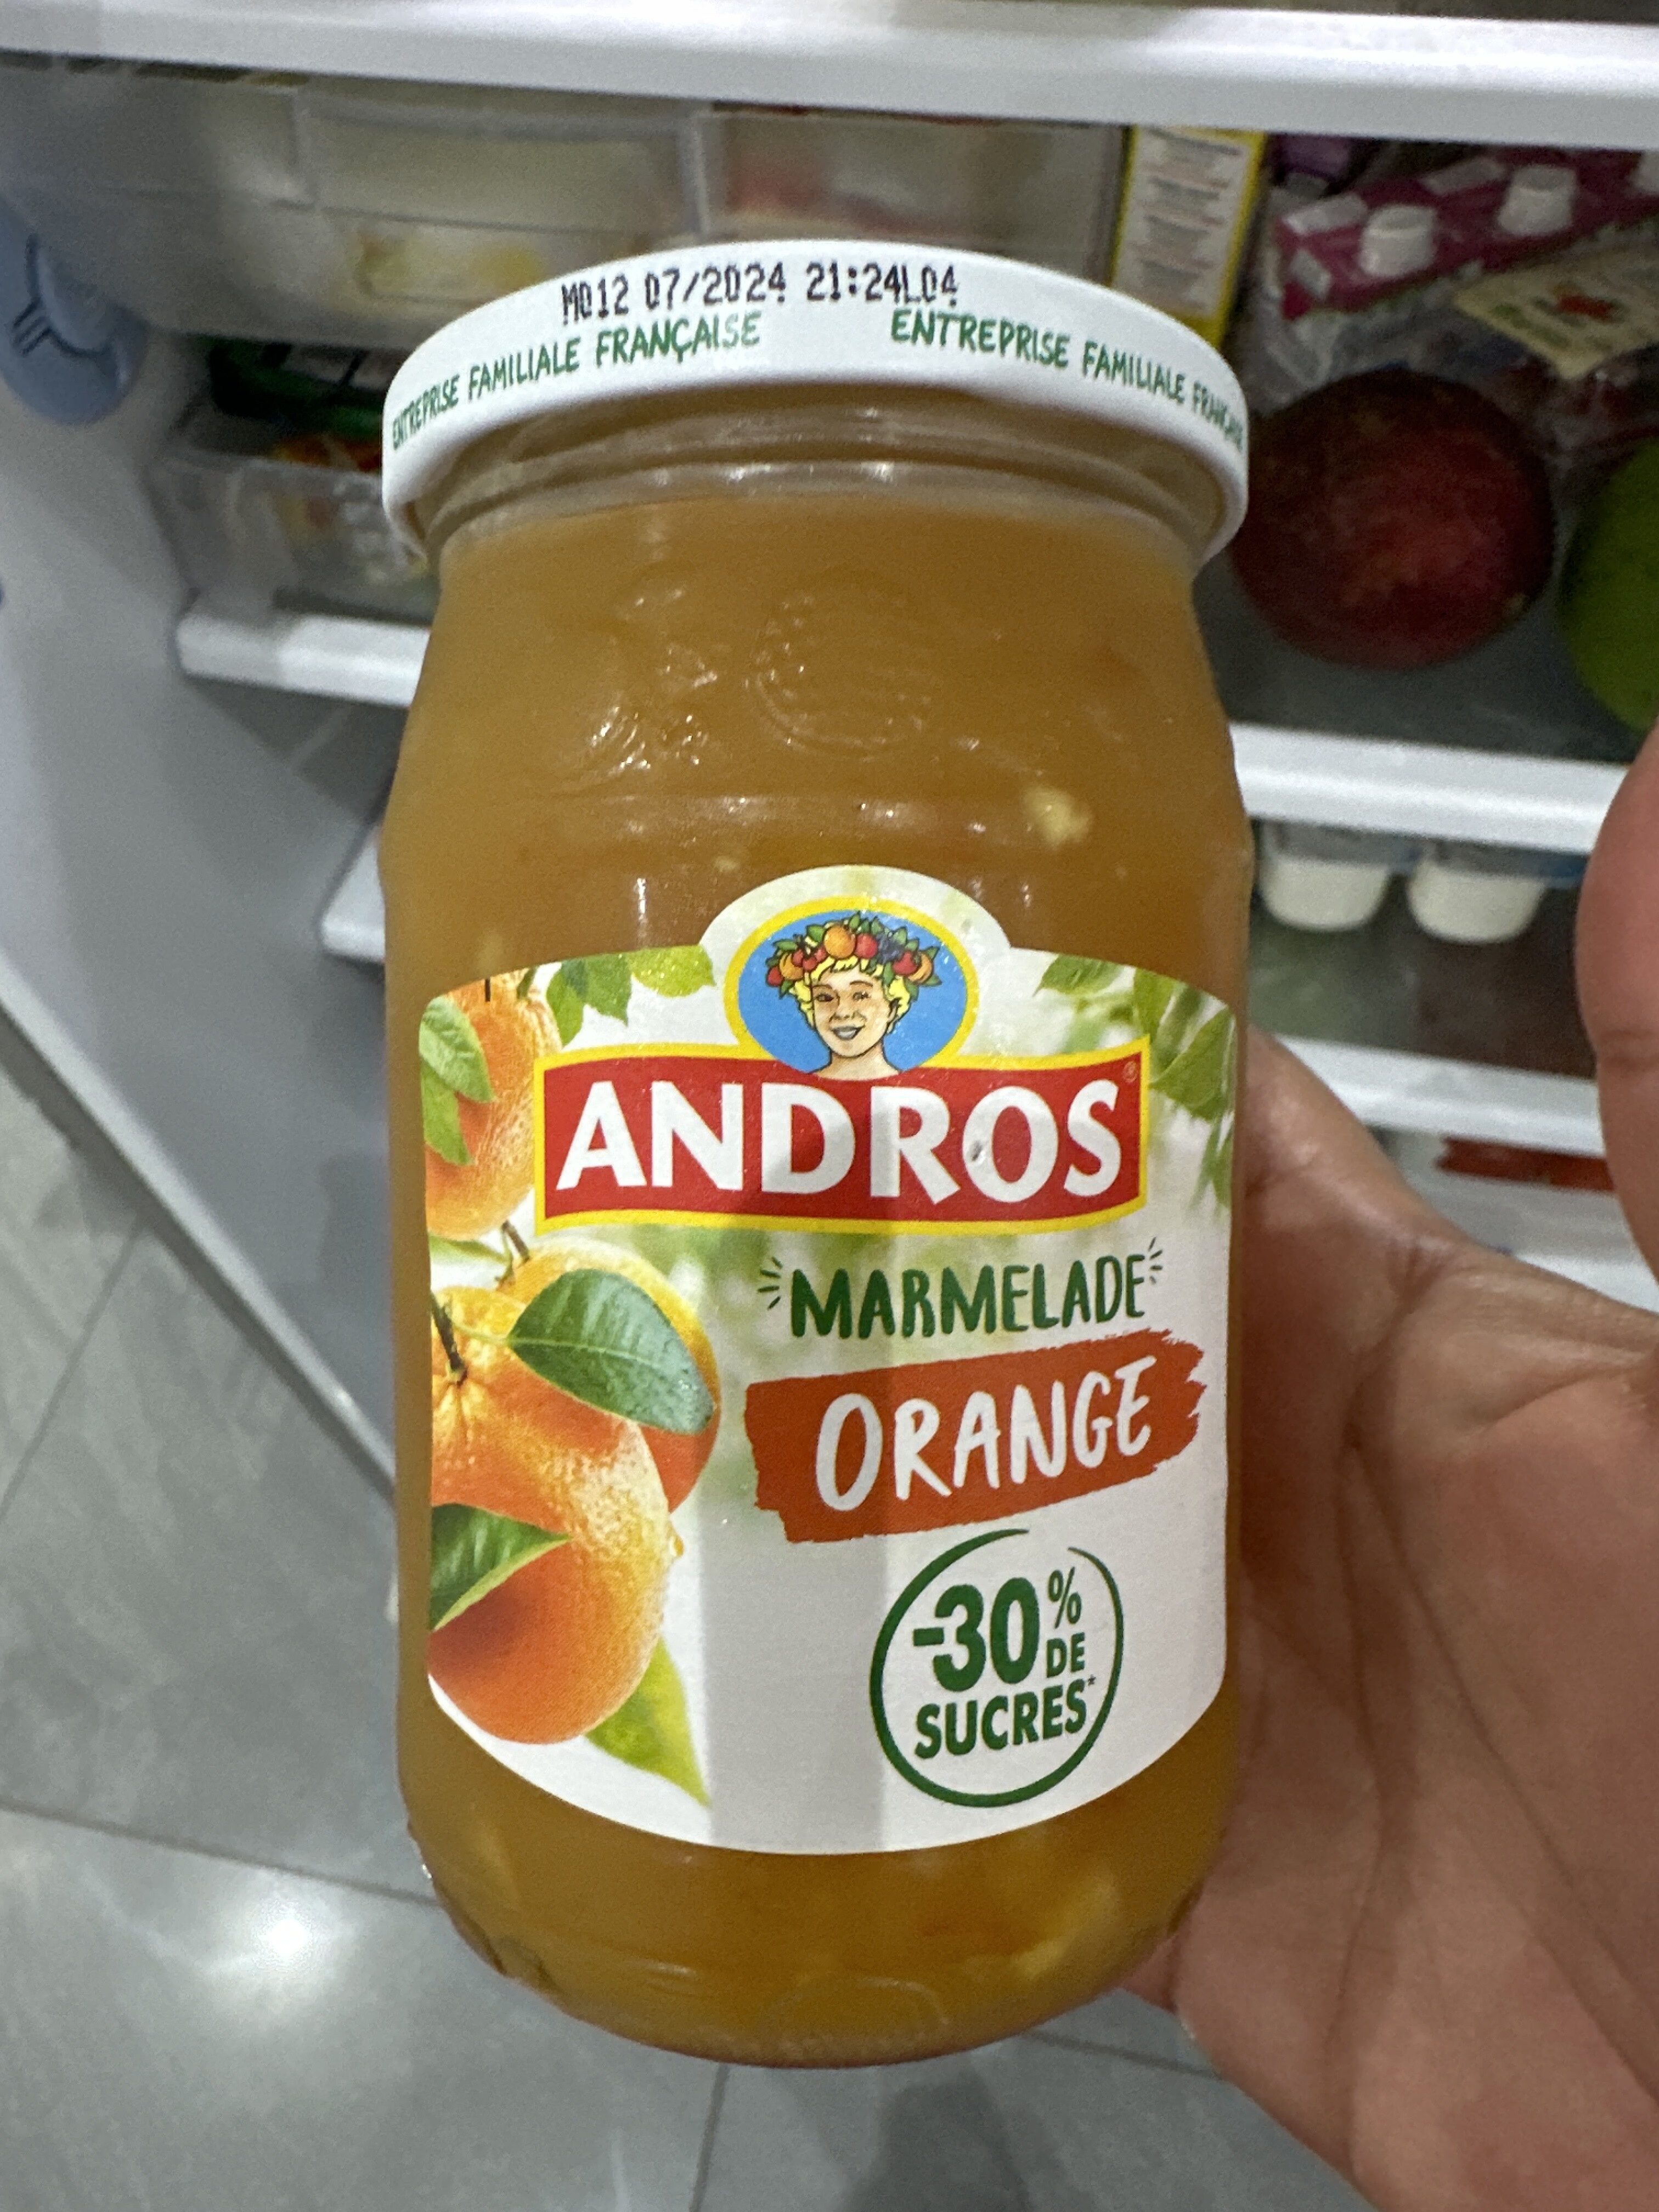 M012 07/2024 21:24L04
ENTREPRISE FAMILIALE FRANÇAISE ENTREPRISE FAMILIALE FRANÇAISE
ANDROS®
"MARMELADE"
ORANGE
-30%
DE
SUCRES*